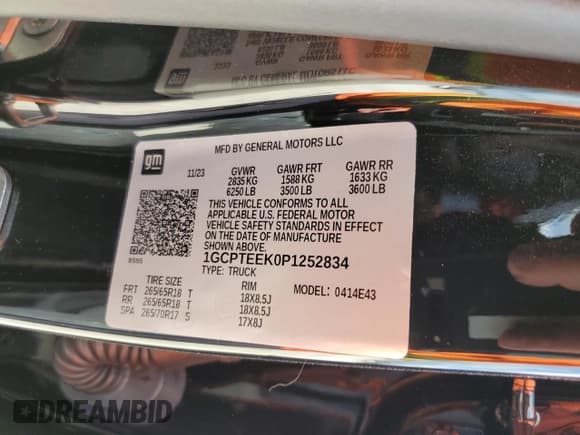 gm
MFD BY GENERAL MOTORS LLC
11/23 GVWR GAWR FRT GAWR RR
2835 KG 1588 KG 1633 KG
6250 LB 3500 LB 3600 LB
THIS VEHICLE CONFORMS TO ALL
APPLICABLE U.S. FEDERAL MOTOR
VEHICLE SAFETY STANDARDS IN EFFECT
ON THE DATE OF MANUFACTURE
SHOWN ABOVE.
1GCPTEEK0P1252834
TYPE: TRUCK
TIRE SIZE RIM MODEL: 0414E43
FRT 265/65R18 T 18X8.5J
RR 265/65R18 T 18X8.5J
SPA 265/70R17 S 17X8J
DREAMBID